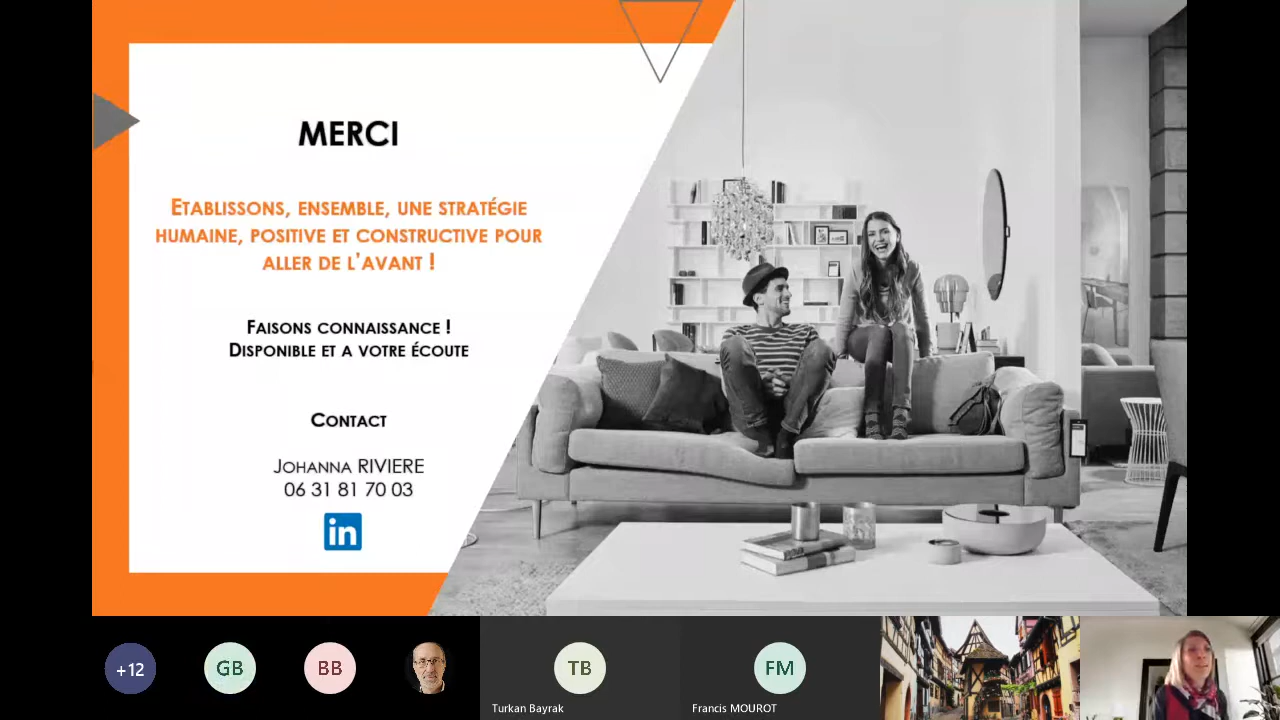 MERCI
ETABLISSONS, ENSEMBLE, UNE STRATÉGIE
HUMAINE, POSITIVE ET CONSTRUCTIVE POUR
ALLER DE L'AVANT !
FAISONS CONNAISSANCE !
DISPONIBLE ET A VOTRE ÉCOUTE
CONTACT
JOHANNA RIVIERE
06 31 81 70 03
in
+12
GB
BB
TB
FM
Turkan Bayrak
Francis MOUROT